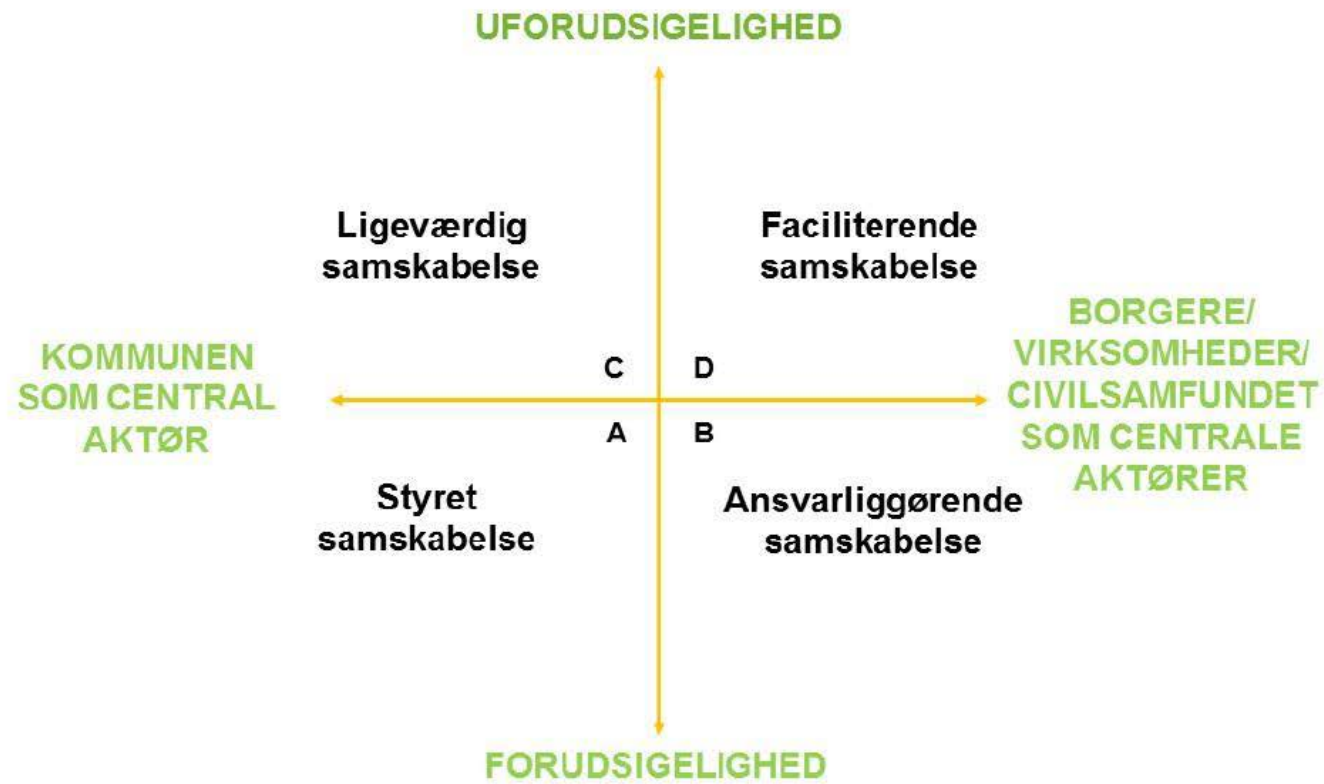 UFORUDSIGELIGHED
Ligeværdig
samskabelse
Faciliterende
samskabelse
KOMMUNEN
SOM CENTRAL
AKTØR
C
D
A
B
BORGERE/
VIRKSOMHEDER/
CIVILSAMFUNDET
SOM CENTRALE
AKTØRER
Styret
samskabelse
Ansvarliggørende
samskabelse
FORUDSIGELIGHED